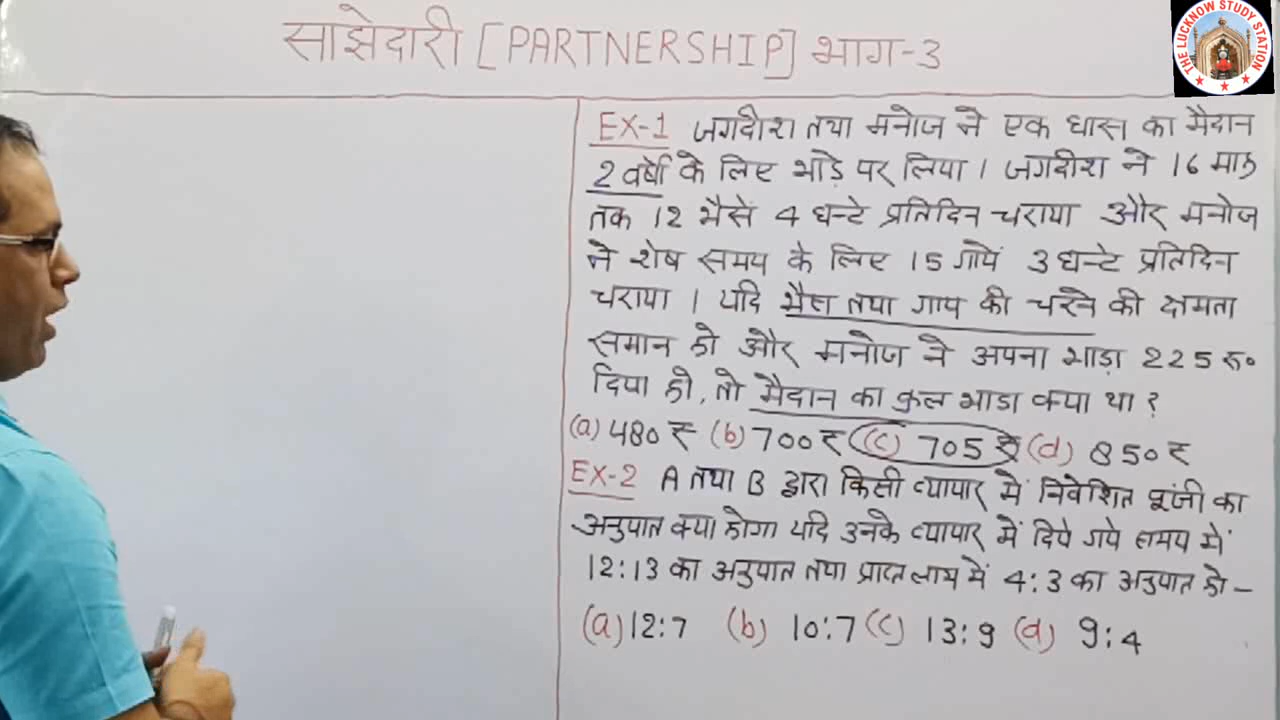 साझेदारी [PARTNERSHIP] भाग-3
THE LUCKNOW STUDY STATION
EX-1 जगदीश तथा मनोज ने एक घास का मैदान
2 वर्षो के लिए भाड़े पर लिया । जगदीश ने 16 माह
तक 12 भैसें 4 घन्टे प्रतिदिन चराया और मनोज
ने शेष समय के लिए 15 गायें 3 घन्टे प्रतिदिन
चराया । यदि भैस तथा गाय की चरने की क्षमता
समान हो और मनोज ने अपना भाड़ा 225 रु०
दिया हो, तो मैदान का कुल भाडा क्या था ?
(a) 480 ₹ (b) 700 ₹ (c) 705 ₹ (d) 850 ₹
EX-2 A तथा B द्वारा किसी व्यापार में निवेशित पूंजी का
अनुपात क्या होगा यदि उनके व्यापार में दिये गये समय में
12:13 का अनुपात तथा प्राप्त लाभ में 4:3 का अनुपात हो –
(a) 12:7 (b) 10:7 (c) 13:9 (d) 9:4